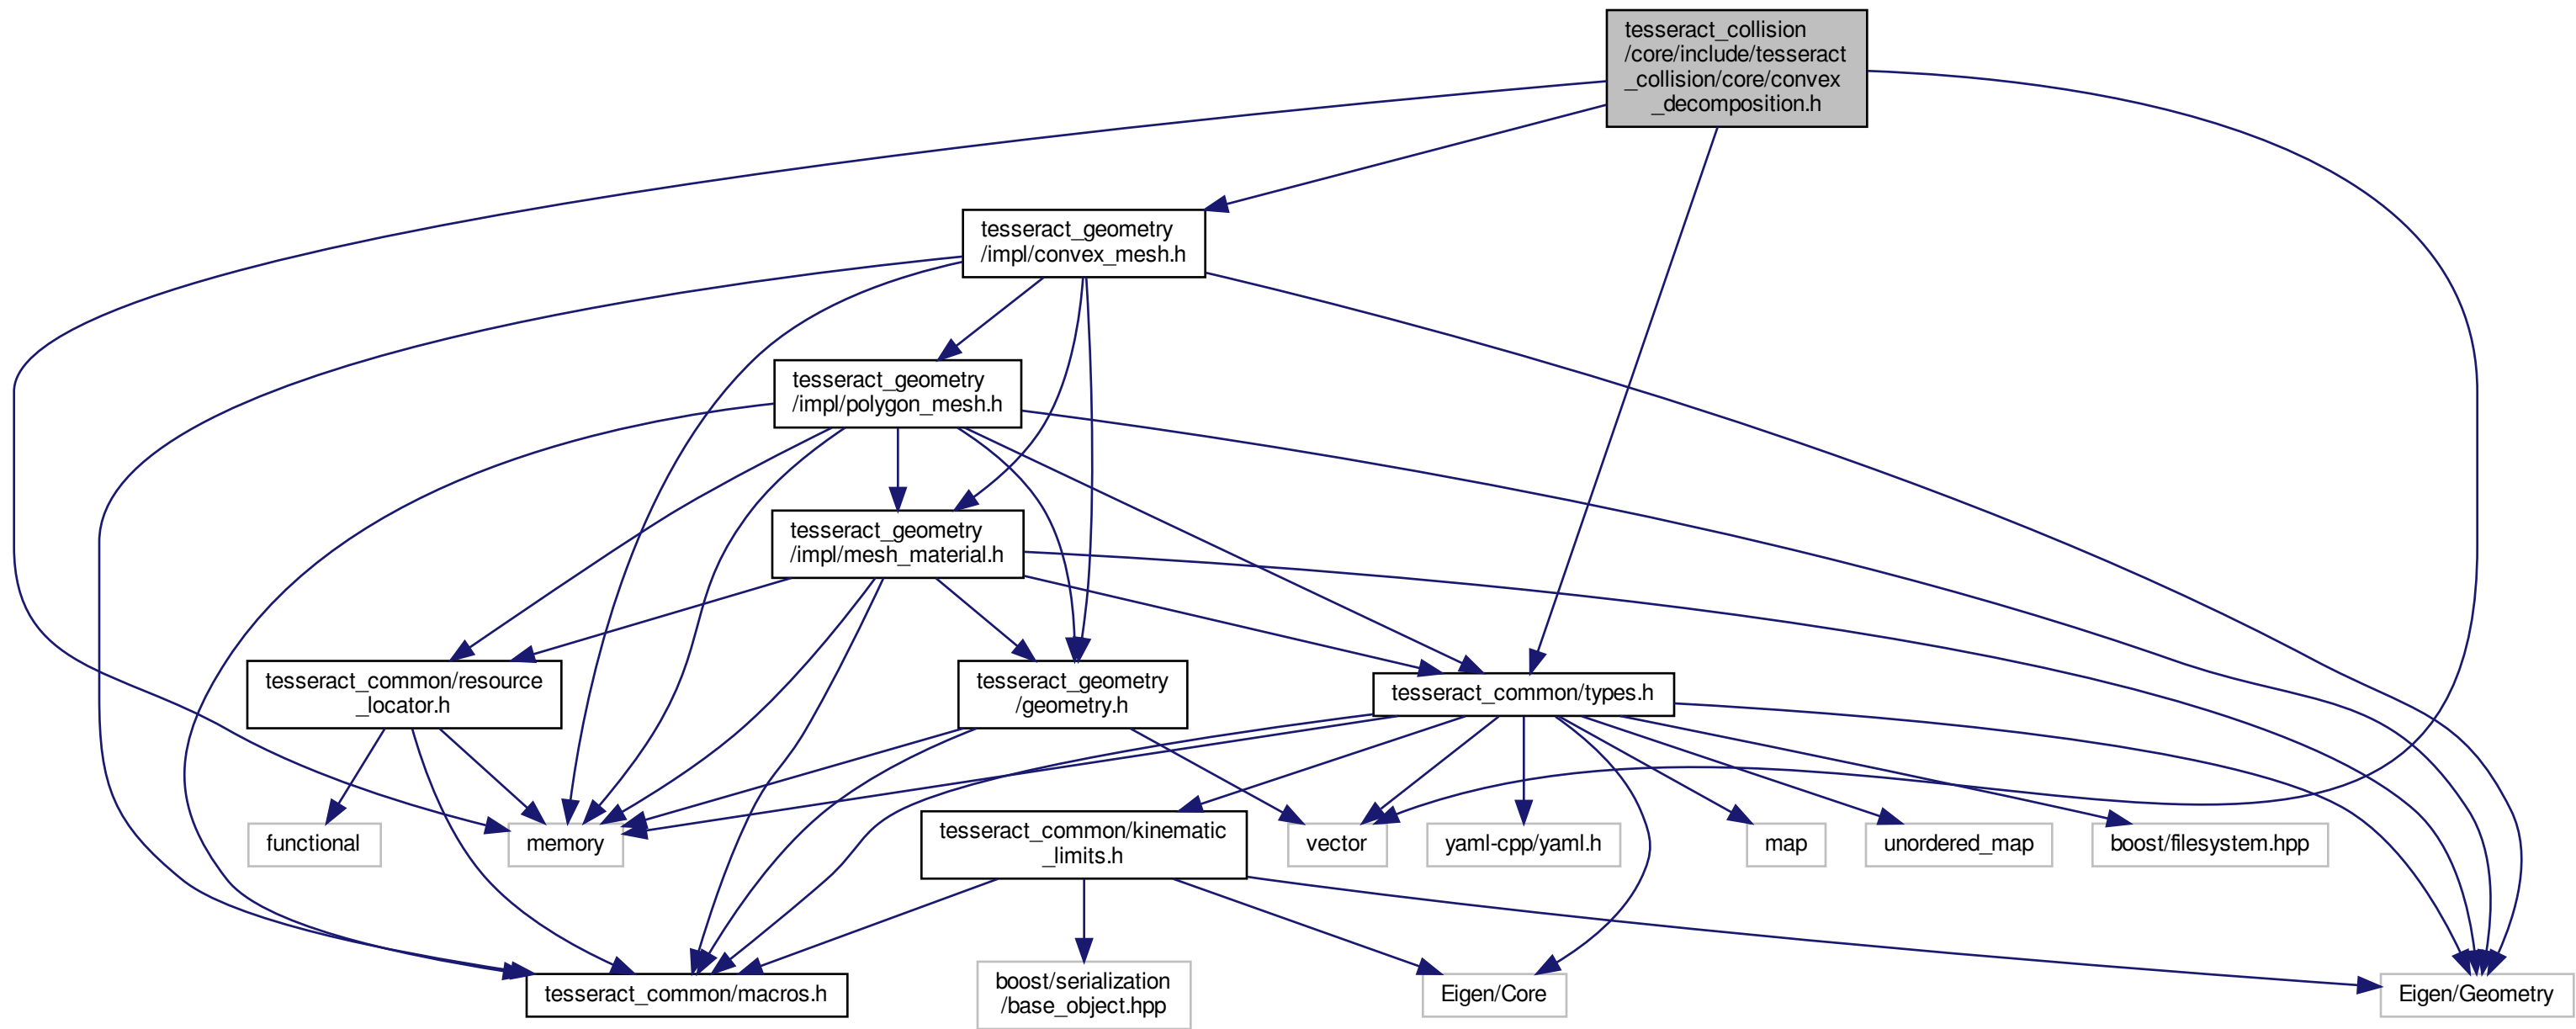 tesseract_collision
/core/include/tesseract
_collision/core/convex
_decomposition.h
tesseract_geometry
/impl/convex_mesh.h
tesseract_geometry
/impl/polygon_mesh.h
tesseract_geometry
/impl/mesh_material.h
tesseract_common/resource
_locator.h
tesseract_geometry
/geometry.h
tesseract_common/types.h
functional
memory
tesseract_common/kinematic
_limits.h
vector
yaml-cpp/yaml.h
map
unordered_map
boost/filesystem.hpp
tesseract_common/macros.h
boost/serialization
/base_object.hpp
Eigen/Core
Eigen/Geometry